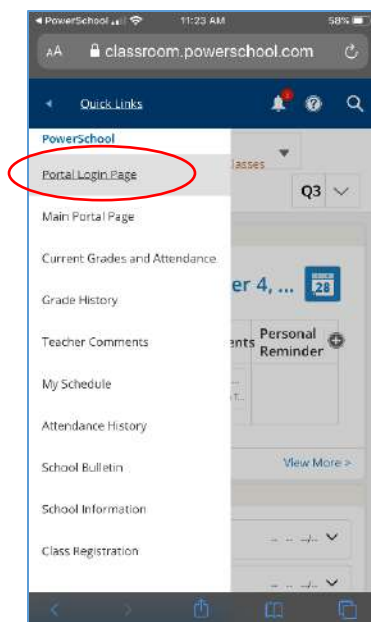 PowerSchool 11:23 AM 58%
AA classroom.powerschool.com
Quick Links
PowerSchool
Portal Login Page
lasses
Q3
Main Portal Page
Current Grades and Attendance
er 4, ... 28
Grade History
Teacher Comments
ents Personal Reminder
My Schedule
Attendance History
School Bulletin
View More >
School Information
Class Registration